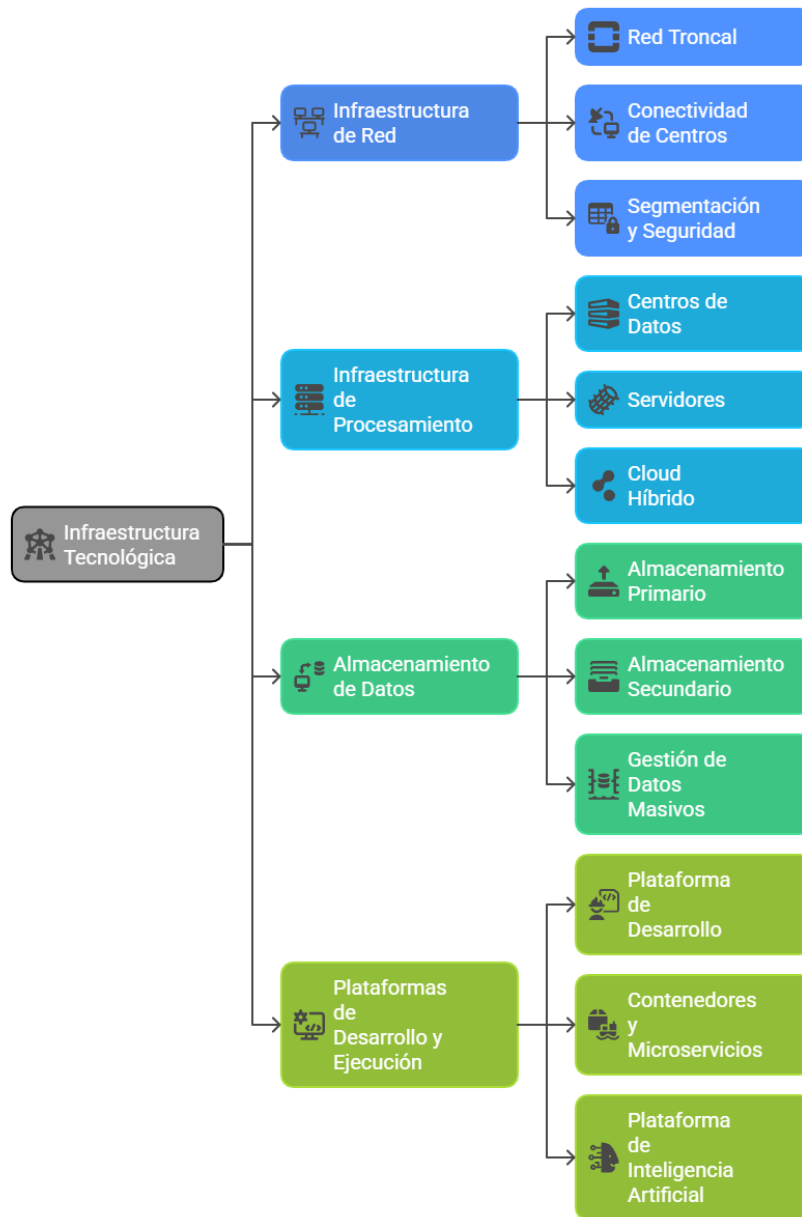 Infraestructura
Tecnológica
Infraestructura
de Red
Red Troncal
Conectividad
de Centros
Segmentación
y Seguridad
Infraestructura
de
Procesamiento
Centros de
Datos
Servidores
Cloud
Híbrido
Almacenamiento
de Datos
Almacenamiento
Primario
Almacenamiento
Secundario
Gestión de
Datos
Masivos
Plataformas
de
Desarrollo y
Ejecución
Plataforma
de
Desarrollo
Contenedores
y
Microservicios
Plataforma
de
Inteligencia
Artificial